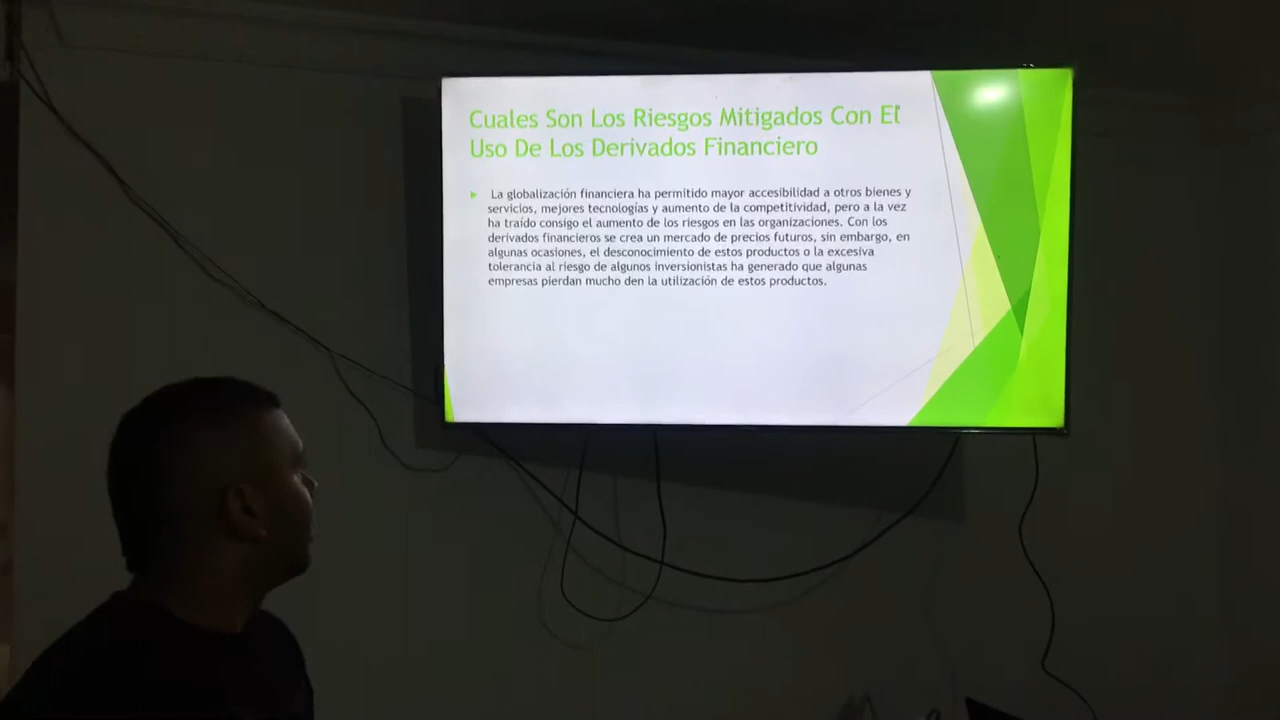 Cuales Son Los Riesgos Mitigados Con El
Uso De Los Derivados Financiero
La globalización financiera ha permitido mayor accesibilidad a otros bienes y
servicios, mejores tecnologías y aumento de la competitividad, pero a la vez
ha traído consigo el aumento de los riesgos en las organizaciones. Con los
derivados financieros se crea un mercado de precios futuros, sin embargo, en
algunas ocasiones, el desconocimiento de estos productos o la excesiva
tolerancia al riesgo de algunos inversionistas ha generado que algunas
empresas pierdan mucho den la utilización de estos productos.